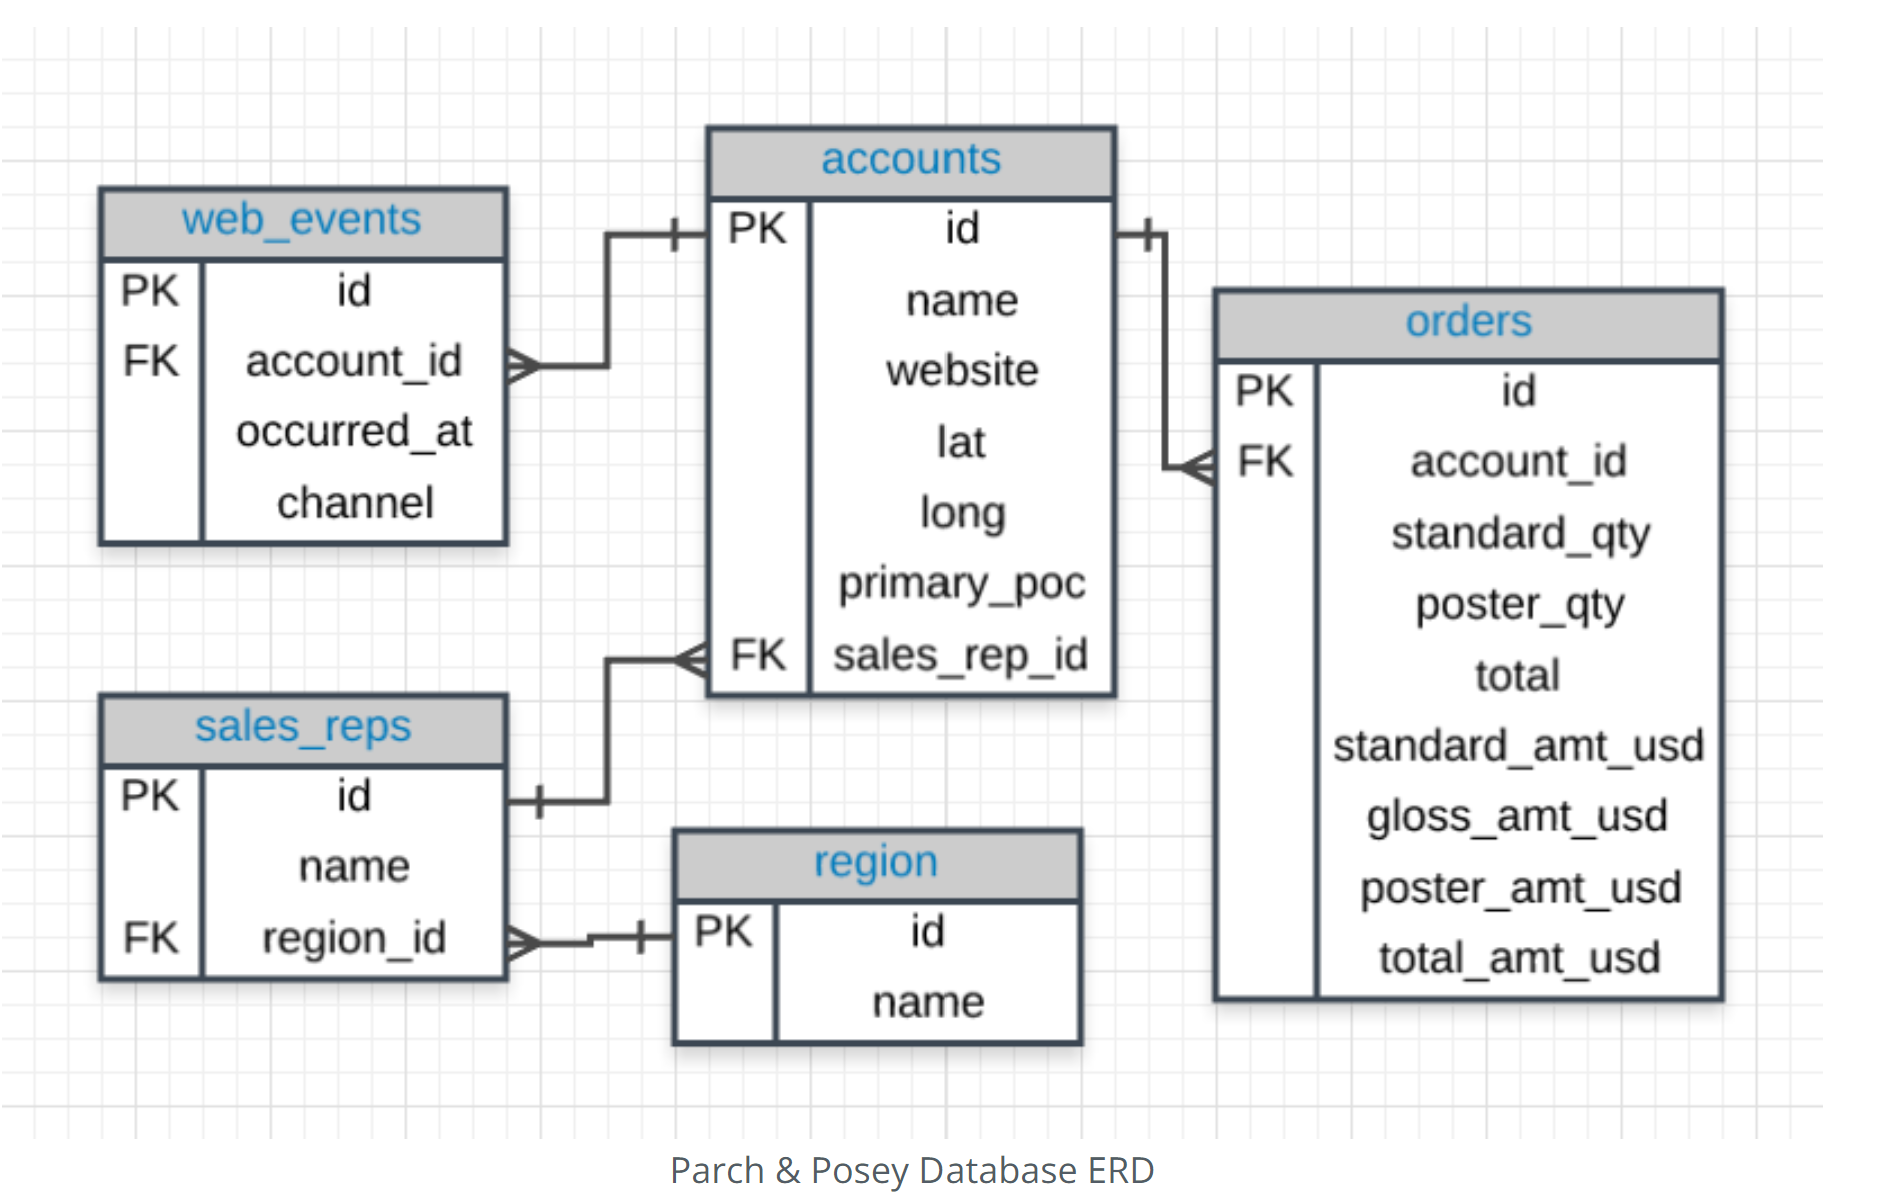 web_events
PK id
FK account_id
occurred_at
channel
accounts
PK id
name
website
lat
long
primary_poc
FK sales_rep_id
orders
PK id
FK account_id
standard_qty
poster_qty
total
standard_amt_usd
gloss_amt_usd
poster_amt_usd
total_amt_usd
sales_reps
PK id
name
FK region_id
region
PK id
name
Parch & Posey Database ERD